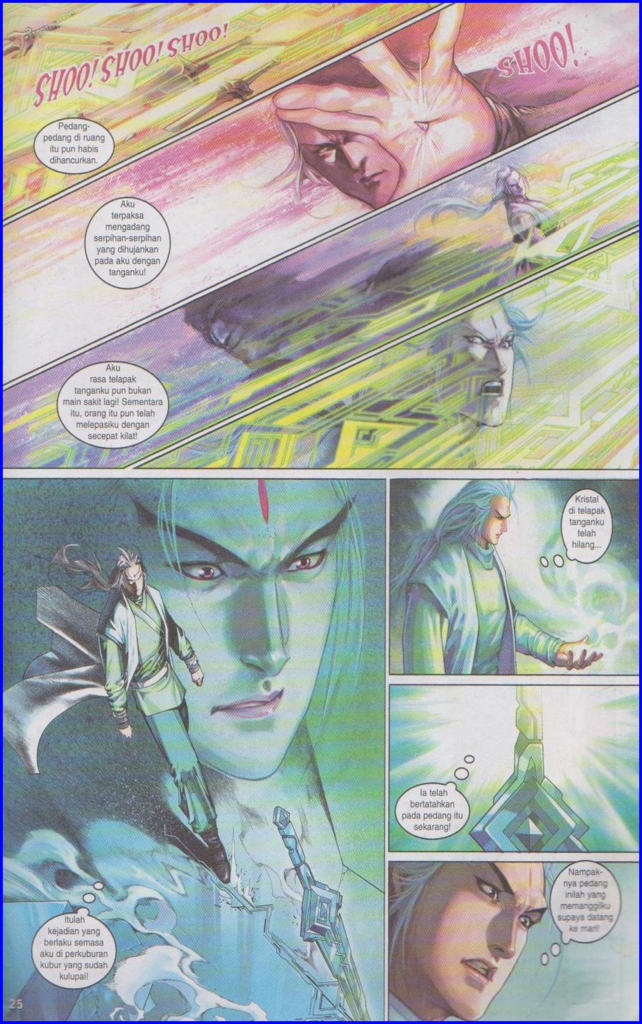 SHOO! SHOO! SHOO!
SHOO!
Pedang-
pedang di ruang
itu pun habis
dihancurkan.
Aku
terpaksa
mengadang
serpihan-serpihan
yang dihujankan
pada aku dengan
tanganku!
Aku
rasa telapak
tanganku pun bukan
main sakit lagi! Sementara
itu, orang itu pun telah
melepasiku dengan
secepat kilat!
Itulah
kejadian yang
berlaku semasa
aku di perkuburan
kubur yang sudah
kulupai!
Kristal
di telapak
tanganku
telah
hilang...
Ia telah
bertatahkan
pada pedang itu
sekarang!
Nampak-
nya pedang
inilah yang
memanggilku
supaya datang
ke mari!
25